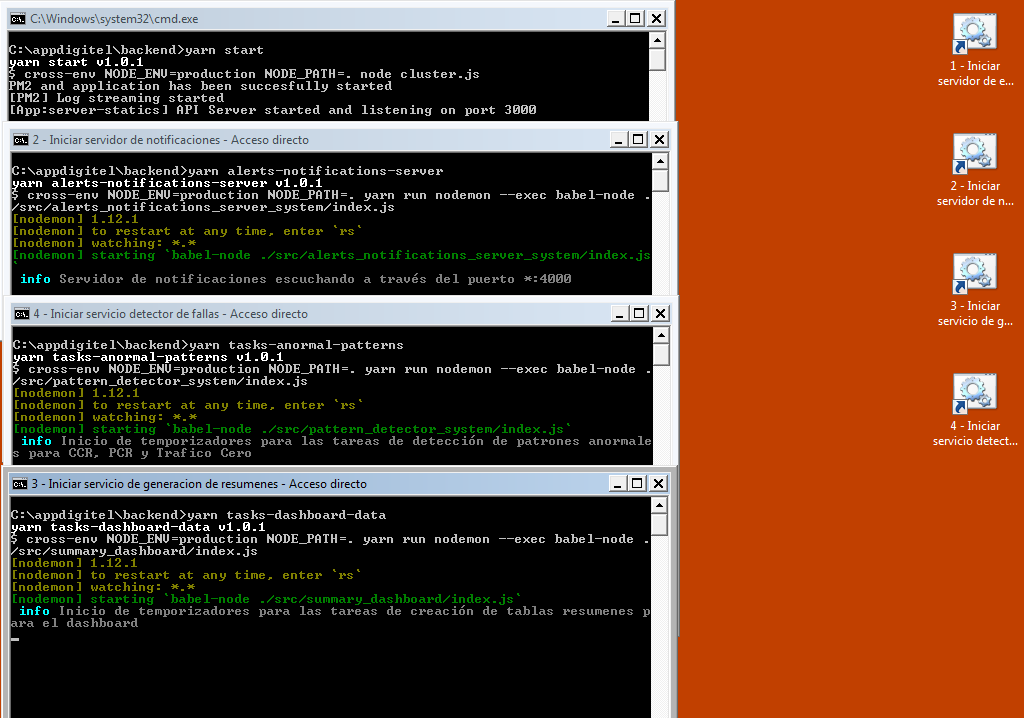 C:\Windows\system32\cmd.exe
C:\appdigitel\backend>yarn start
yarn start v1.0.1
$ cross-env NODE_ENV=production NODE_PATH=. node cluster.js
PM2 and application has been succesfully started
[PM2] Log streaming started
[App:server-statics] API Server started and listening on port 3000
2 - Iniciar servidor de notificaciones - Acceso directo
C:\appdigitel\backend>yarn alerts-notifications-server
yarn alerts-notifications-server v1.0.1
$ cross-env NODE_ENV=production NODE_PATH=. yarn run nodemon --exec babel-node .
/src/alerts_notifications_server_system/index.js
[nodemon] 1.12.1
[nodemon] to restart at any time, enter `rs`
[nodemon] watching: *.*
[nodemon] starting `babel-node ./src/alerts_notifications_server_system/index.js
`
info Servidor de notificaciones escuchando a través del puerto *:4000
4 - Iniciar servicio detector de fallas - Acceso directo
C:\appdigitel\backend>yarn tasks-anormal-patterns
yarn tasks-anormal-patterns v1.0.1
$ cross-env NODE_ENV=production NODE_PATH=. yarn run nodemon --exec babel-node .
/src/pattern_detector_system/index.js
[nodemon] 1.12.1
[nodemon] to restart at any time, enter `rs`
[nodemon] watching: *.*
[nodemon] starting `babel-node ./src/pattern_detector_system/index.js`
info Inicio de temporizadores para las tareas de detección de patrones anormale
s para CCR, PCR y Trafico Cero
3 - Iniciar servicio de generacion de resumenes - Acceso directo
C:\appdigitel\backend>yarn tasks-dashboard-data
yarn tasks-dashboard-data v1.0.1
$ cross-env NODE_ENV=production NODE_PATH=. yarn run nodemon --exec babel-node .
/src/summary_dashboard/index.js
[nodemon] 1.12.1
[nodemon] to restart at any time, enter `rs`
[nodemon] watching: *.*
[nodemon] starting `babel-node ./src/summary_dashboard/index.js`
info Inicio de temporizadores para las tareas de creación de tablas resumenes p
ara el dashboard
1 - Iniciar
servidor de e...
2 - Iniciar
servidor de n...
3 - Iniciar
servicio de g...
4 - Iniciar
servicio detect...